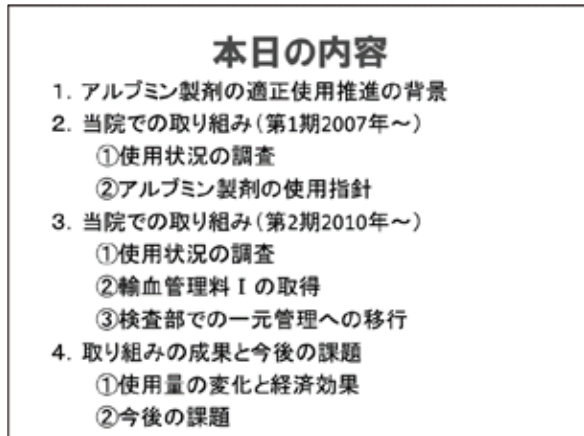 本日の内容
1. アルブミン製剤の適正使用推進の背景
2. 当院での取り組み(第1期2007年～)
①使用状況の調査
②アルブミン製剤の使用指針
3. 当院での取り組み(第2期2010年～)
①使用状況の調査
②輸血管理料Ⅰの取得
③検査部での一元管理への移行
4. 取り組みの成果と今後の課題
①使用量の変化と経済効果
②今後の課題